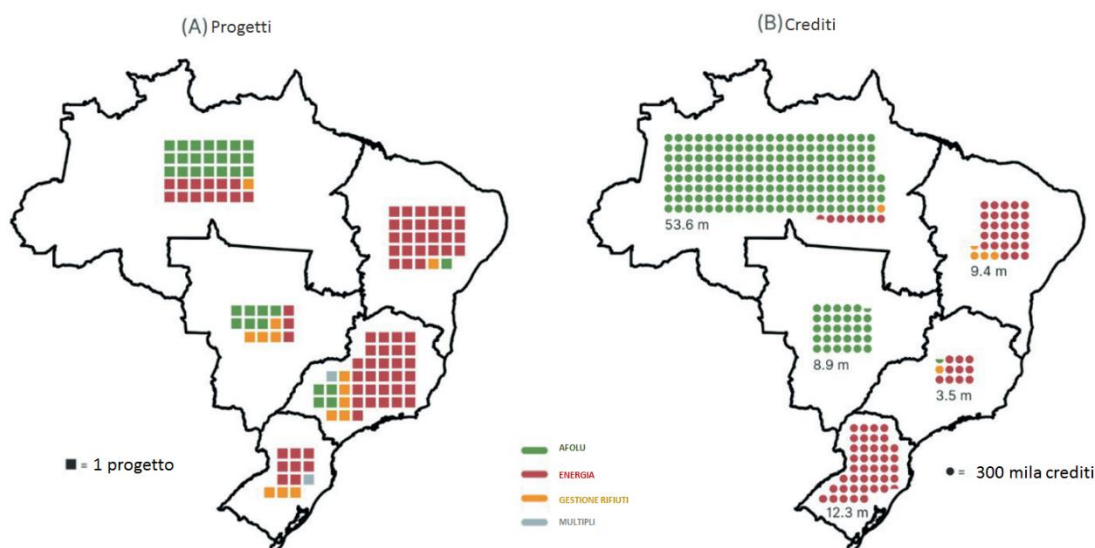 (A) Progetti
(B) Crediti
53.6 m
9.4 m
8.9 m
3.5 m
12.3 m
= 1 progetto
AFOLU
ENERGIA
GESTIONE RIFIUTI
MULTIPLI
= 300 mila crediti